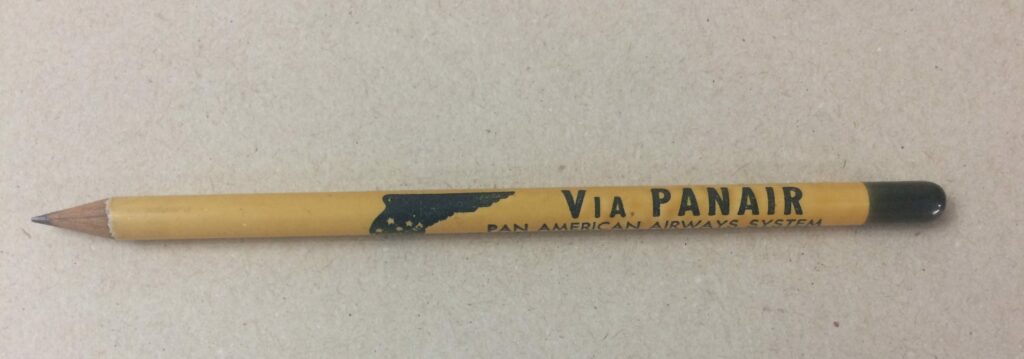 VIA PANAIR
PAN AMERICAN AIRWAYS SYSTEM